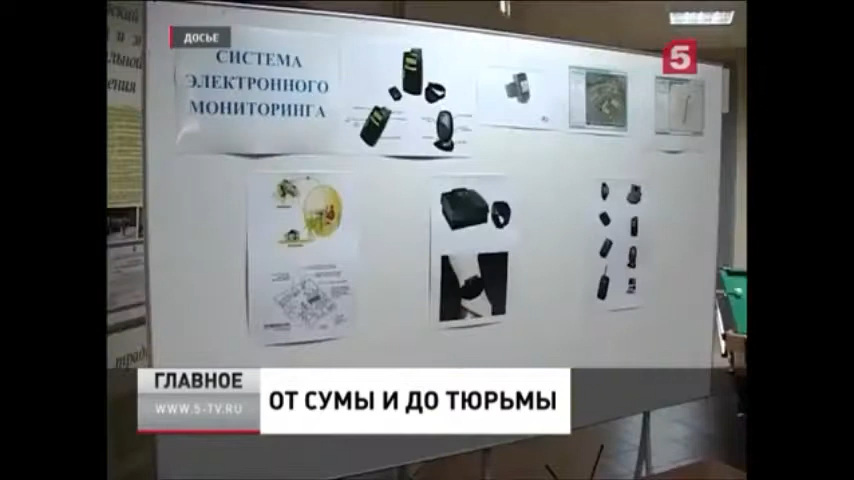 ДОСЬЕ
5
СИСТЕМА
ЭЛЕКТРОННОГО
МОНИТОРИНГА
ГЛАВНОЕ
WWW.5-TV.RU
ОТ СУМЫ И ДО ТЮРЬМЫ